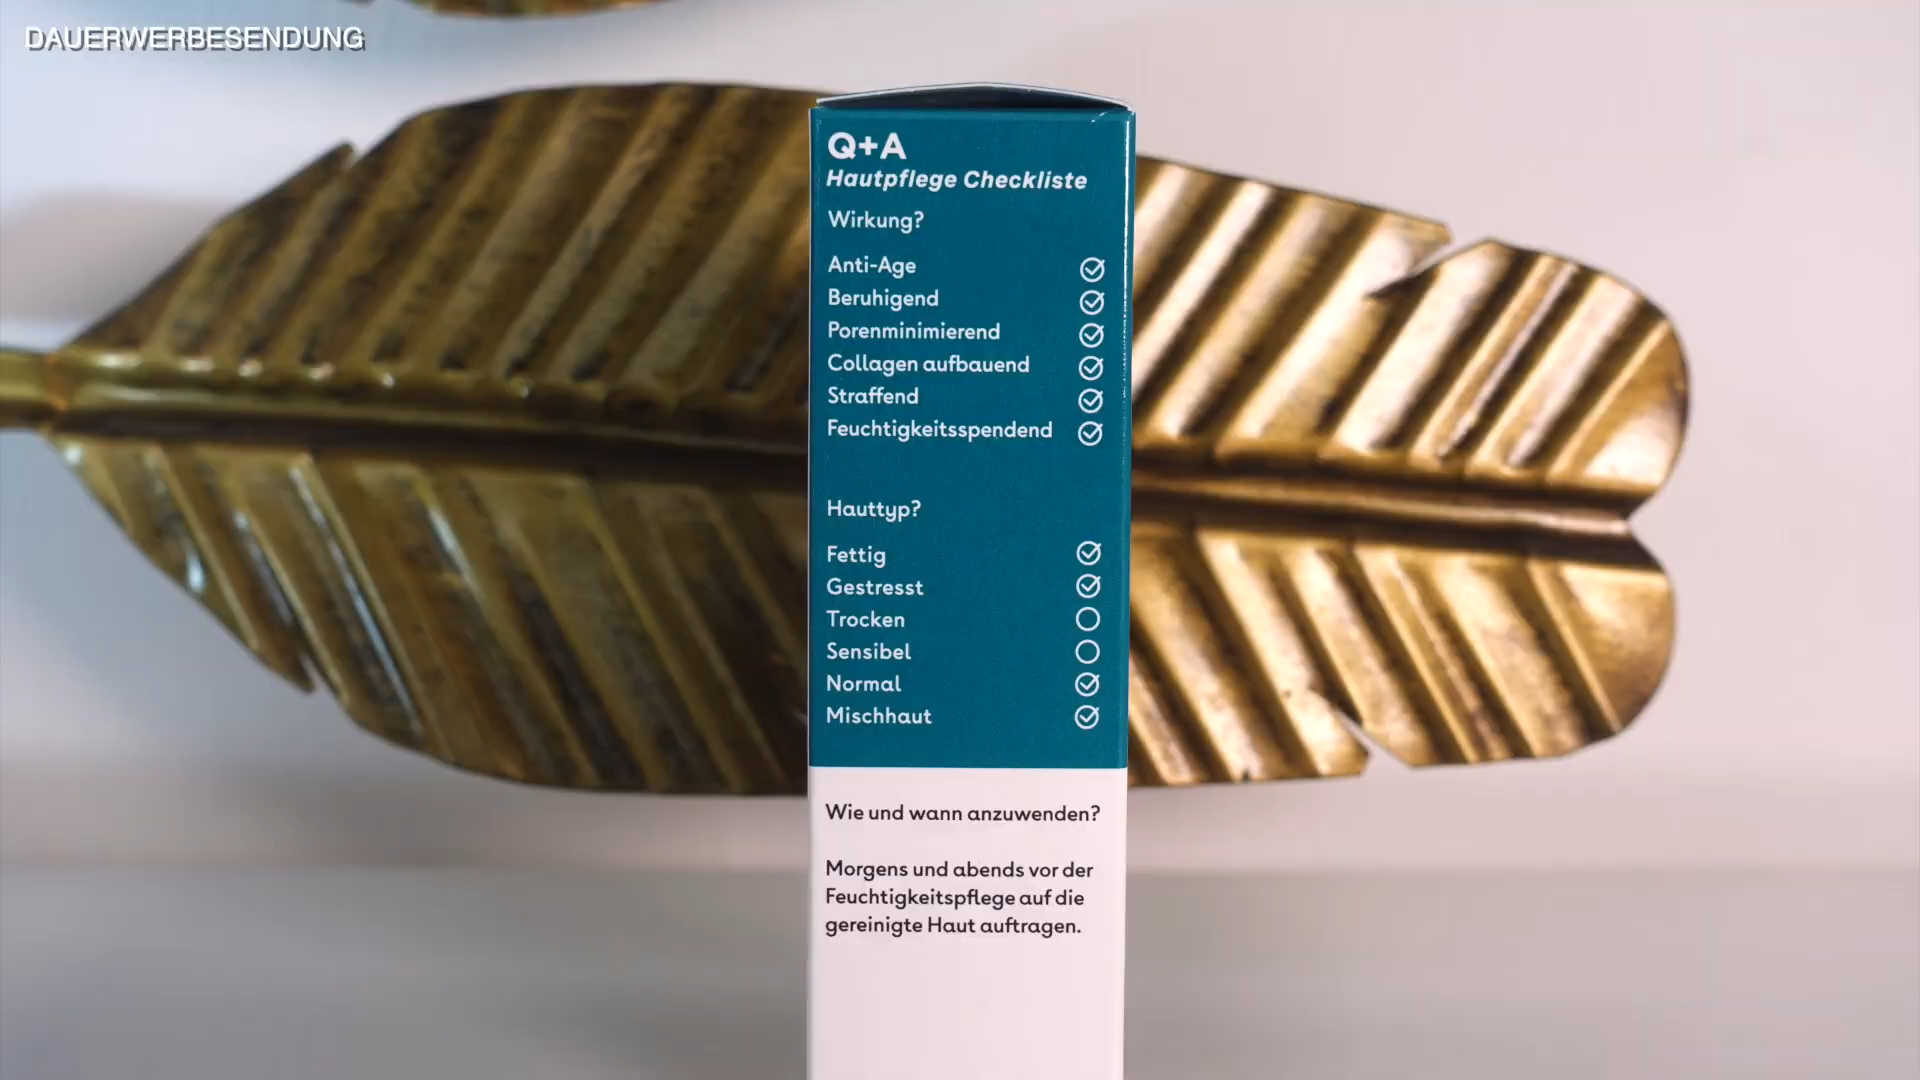 DAUERWERBESENDUNG
Q+A
Hautpflege Checkliste
Wirkung?
Anti-Age
Beruhigend
Porenminimierend
Collagen aufbauend
Straffend
Feuchtigkeitsspendend
Hauttyp?
Fettig
Gestresst
Trocken
Sensibel
Normal
Mischhaut
Wie und wann anzuwenden?
Morgens und abends vor der
Feuchtigkeitspflege auf die
gereinigte Haut auftragen.